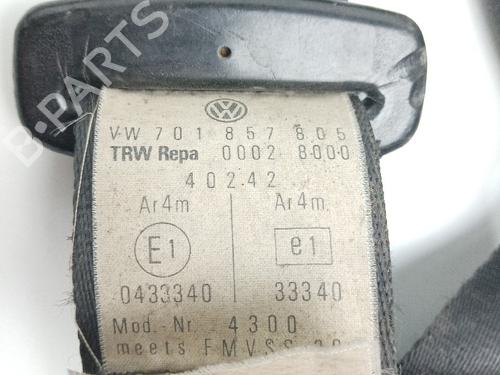 B-PARTS
VW 701 857 805
TRW Repa 0002 8000
40242
Ar4m Ar4m
E1 e1
0433340 33340
Mod.-Nr. 4300
meets FMVSS